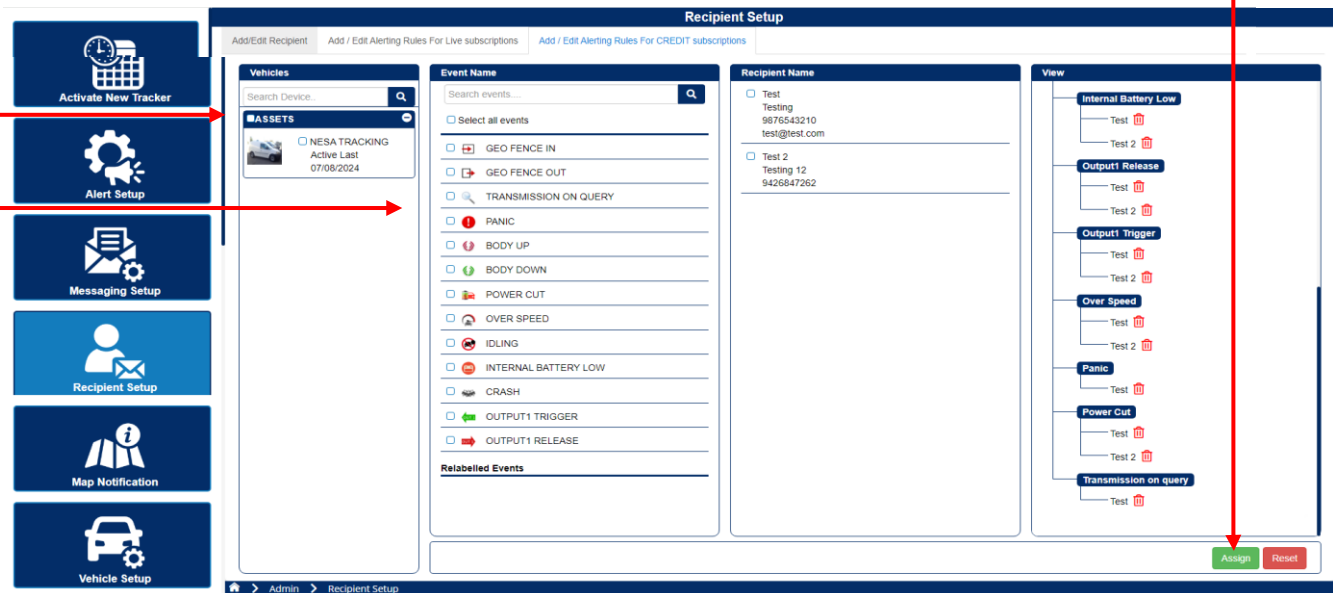 Recipient Setup
Add/Edit Recipient
Add / Edit Alerting Rules For Live subscriptions
Add / Edit Alerting Rules For CREDIT subscriptions
Activate New Tracker
Alert Setup
Messaging Setup
Recipient Setup
Map Notification
Vehicle Setup
Vehicles
Search Device..
ASSETS
NESA TRACKING
Active Last
07/08/2024
Event Name
Search events....
Select all events
GEO FENCE IN
GEO FENCE OUT
TRANSMISSION ON QUERY
PANIC
BODY UP
BODY DOWN
POWER CUT
OVER SPEED
IDLING
INTERNAL BATTERY LOW
CRASH
OUTPUT1 TRIGGER
OUTPUT1 RELEASE
Relabelled Events
Recipient Name
Test
Testing
9876543210
test@test.com
Test 2
Testing 12
9426847262
View
Internal Battery Low
Test
Test 2
Output1 Release
Test
Test 2
Output1 Trigger
Test
Test 2
Over Speed
Test
Test 2
Panic
Test
Power Cut
Test
Test 2
Transmission on query
Test
Assign
Reset
Admin
Recipient Setup